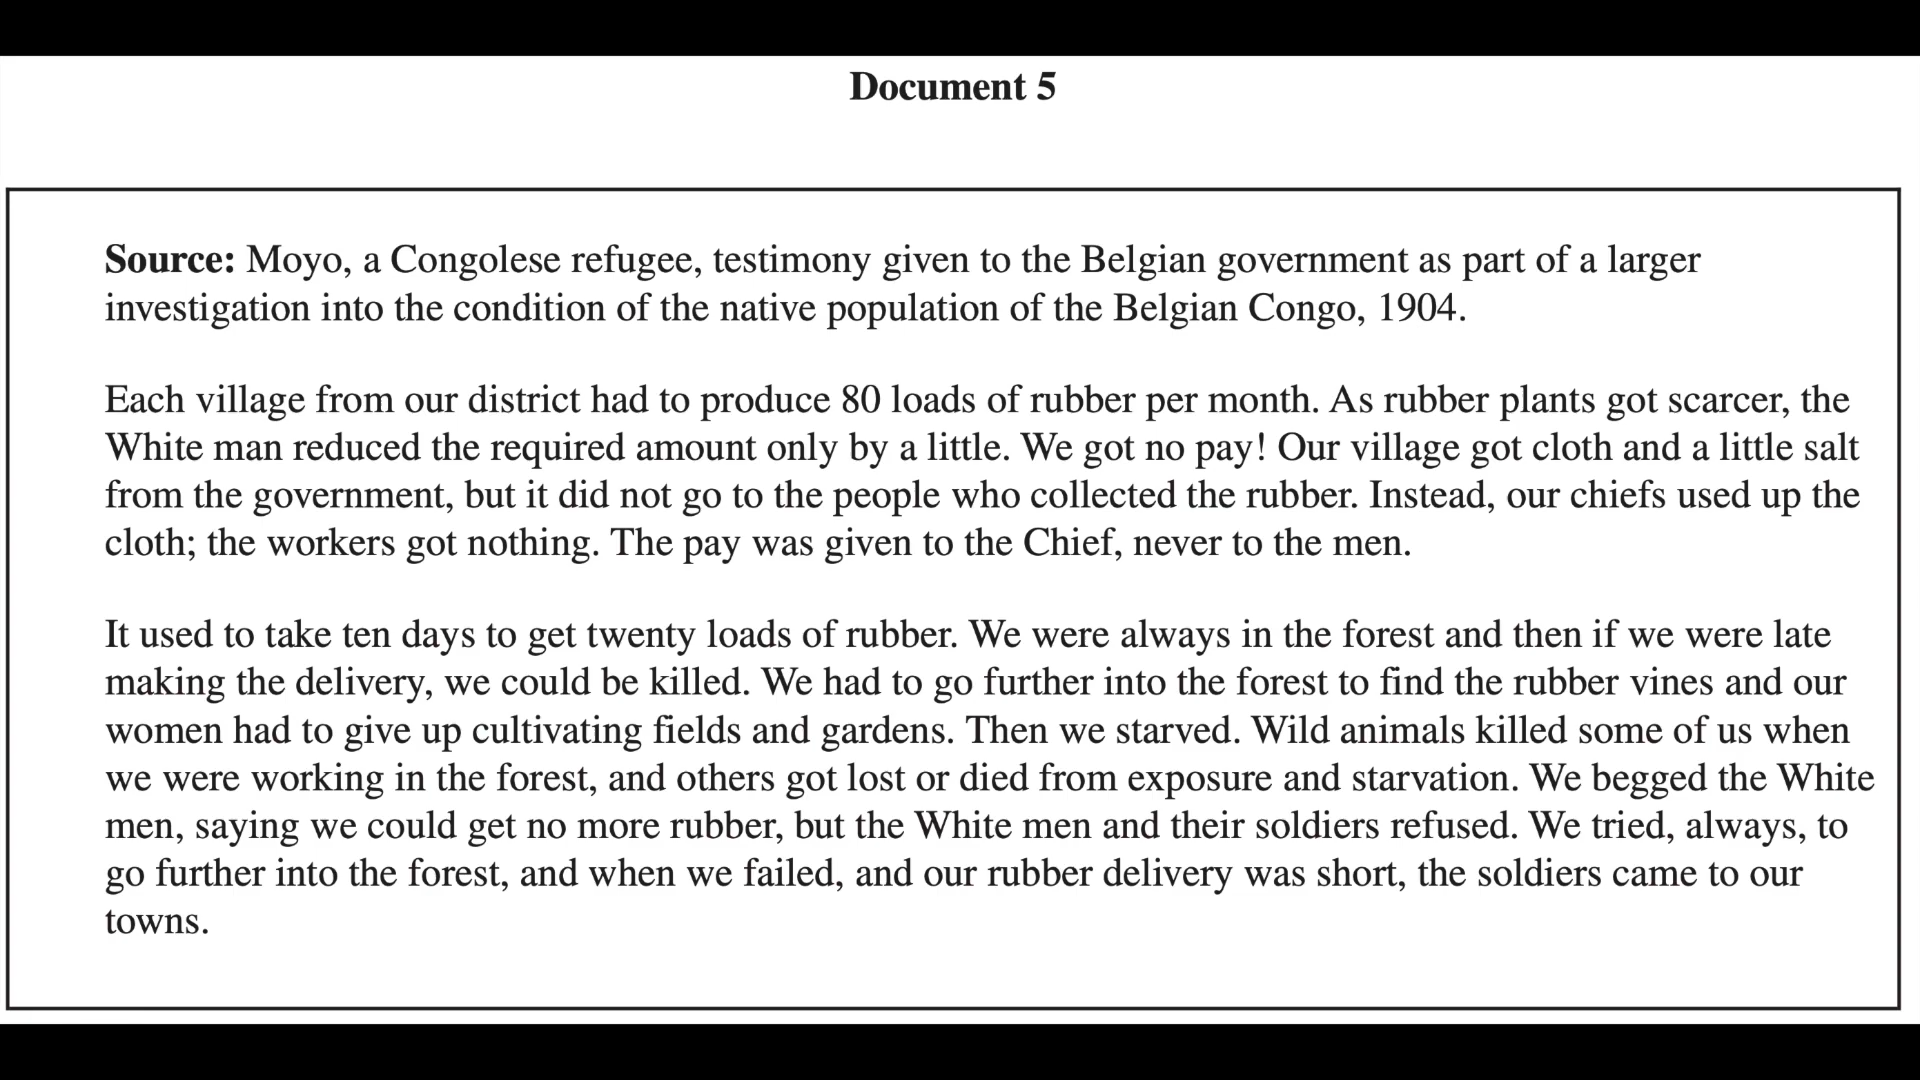 Document 5
Source: Moyo, a Congolese refugee, testimony given to the Belgian government as part of a larger
investigation into the condition of the native population of the Belgian Congo, 1904.
Each village from our district had to produce 80 loads of rubber per month. As rubber plants got scarcer, the
White man reduced the required amount only by a little. We got no pay! Our village got cloth and a little salt
from the government, but it did not go to the people who collected the rubber. Instead, our chiefs used up the
cloth; the workers got nothing. The pay was given to the Chief, never to the men.
It used to take ten days to get twenty loads of rubber. We were always in the forest and then if we were late
making the delivery, we could be killed. We had to go further into the forest to find the rubber vines and our
women had to give up cultivating fields and gardens. Then we starved. Wild animals killed some of us when
we were working in the forest, and others got lost or died from exposure and starvation. We begged the White
men, saying we could get no more rubber, but the White men and their soldiers refused. We tried, always, to
go further into the forest, and when we failed, and our rubber delivery was short, the soldiers came to our
towns.